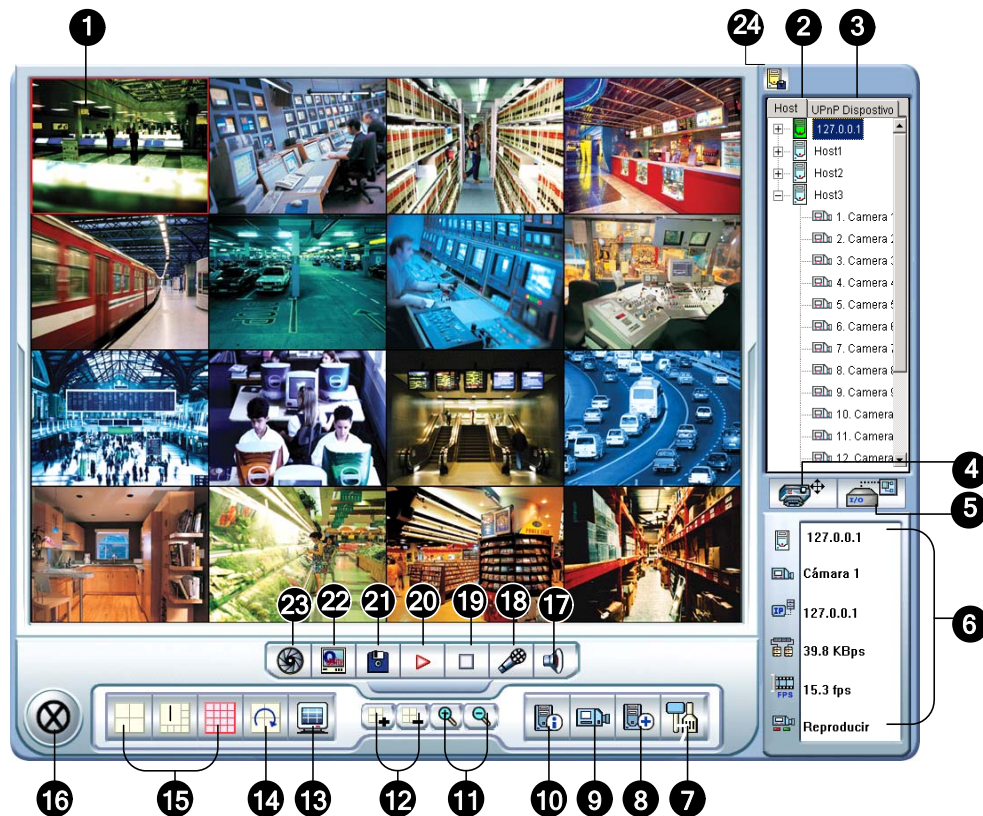 1
24
2
3
Host UPnP Dispostivo
127.0.0.1
Host1
Host2
Host3
1. Camera
2. Camera
3. Camera
4. Camera
5. Camera
6. Camera
7. Camera
8. Camera
9. Camera
10. Camera
11. Camera
12. Camera
4
I/O
5
127.0.0.1
Cámara 1
IP 127.0.0.1
39.8 KBps
FPS 15.3 fps
Reproducir
6
23 22 21 20 19 18 17
16 15 14 13 12 11 10 9 8 7